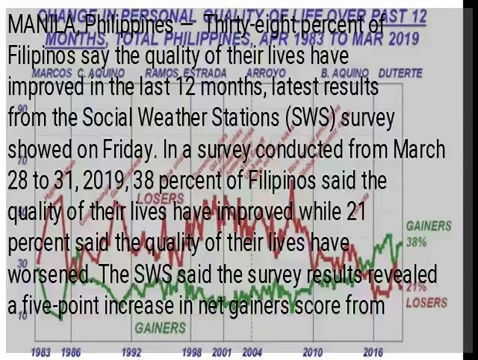 CHANGE IN PERSONAL QUALITY OF LIFE OVER PAST 12
MONTHS, TOTAL PHILIPPINES, APR 1983 TO MAR 2019
MANILA, Philippines — Thirty-eight percent of
Filipinos say the quality of their lives have
improved in the last 12 months, latest results
from the Social Weather Stations (SWS) survey
showed on Friday. In a survey conducted from March
28 to 31, 2019, 38 percent of Filipinos said the
quality of their lives have improved while 21
percent said the quality of their lives have
worsened. The SWS said the survey results revealed
a five-point increase in net gainers score from
MARCOS C. AQUINO RAMOS ESTRADA ARROYO B. AQUINO DUTERTE
90
70
50
30
10
LOSERS
GAINERS
38%
21%
LOSERS
GAINERS
1983 1986 1992 1998 2001 2004 2010 2016